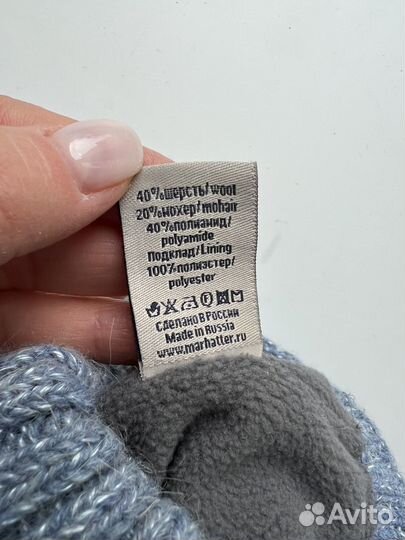 40%шерсть/wool
20%мохер/mohair
40%полиамид/
polyamide
Подклад/Lining
100%полиэстер/
polyester
Сделано в России
Made in Russia
www.marhatter.ru
Avito